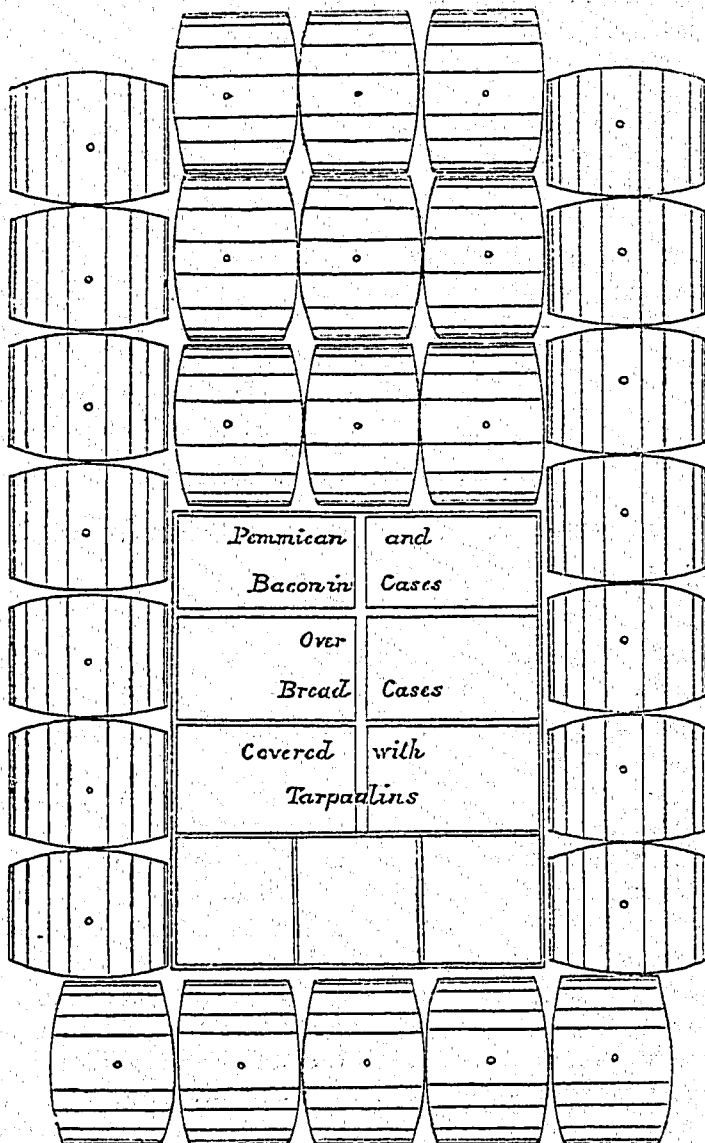 Pemmican and
Bacon in Cases
Over
Bread Cases
Covered with
Tarpaulins